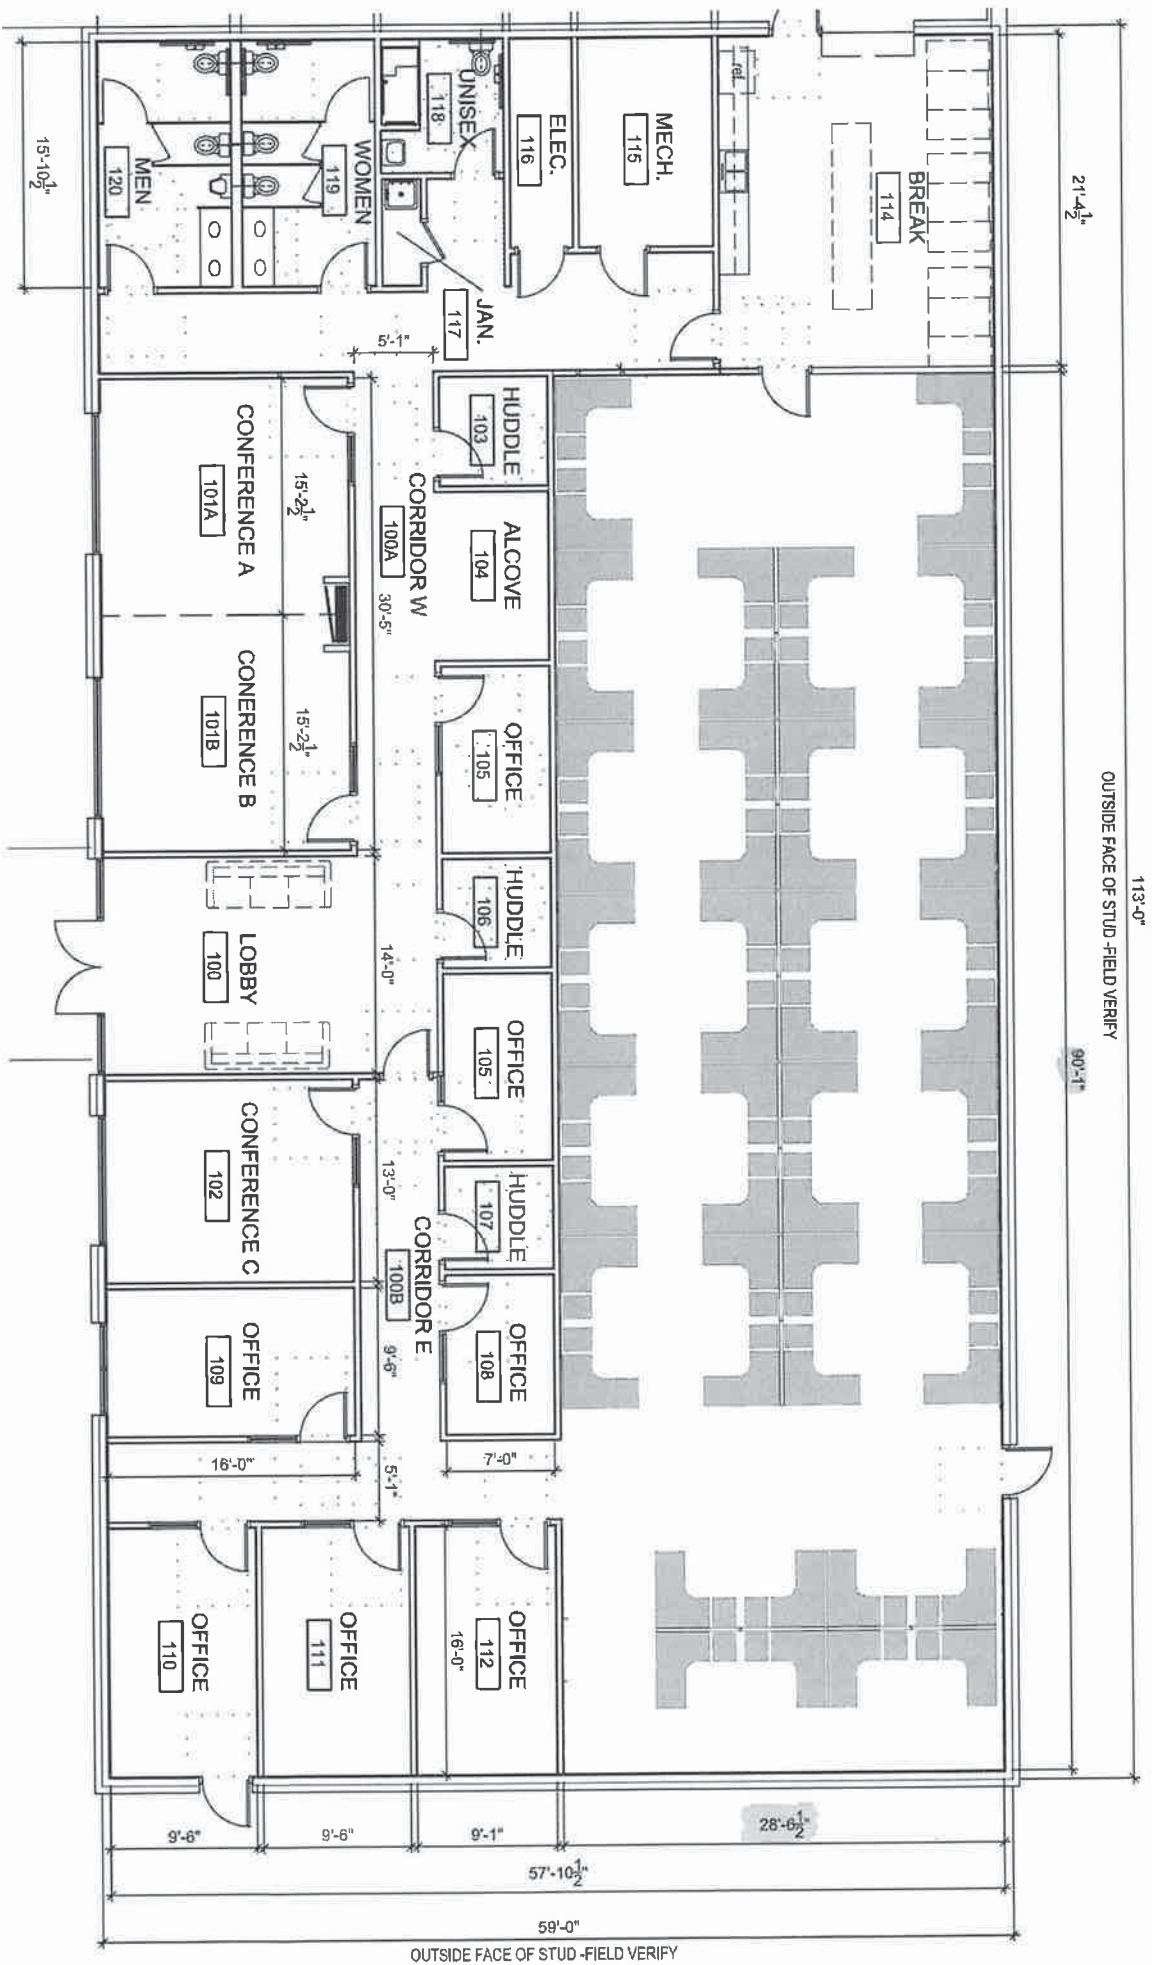 113'-0"
OUTSIDE FACE OF STUD -FIELD VERIFY
21'-4 1/2"
90'-1"
BREAK
114
ref.
MECH.
115
ELEC.
116
UNISEX
118
JAN.
117
WOMEN
119
MEN
120
15'-10 1/2"
5'-1"
HUDDLE
103
ALCOVE
104
OFFICE
105
HUDDLE
106
OFFICE
105
HUDDLE
107
OFFICE
108
CORRIDOR W
100A
30'-5"
14'-0"
13'-0"
CORRIDOR E
100B
9'-6"
5'-1"
7'-0"
15'-2 1/2"
15'-2 1/2"
CONFERENCE A
101A
CONERENCE B
101B
LOBBY
100
CONFERENCE C
102
OFFICE
109
16'-0"
OFFICE
112
16'-0"
OFFICE
111
OFFICE
110
28'-6 1/2"
9'-1"
9'-6"
9'-6"
57'-10 1/2"
59'-0"
OUTSIDE FACE OF STUD -FIELD VERIFY